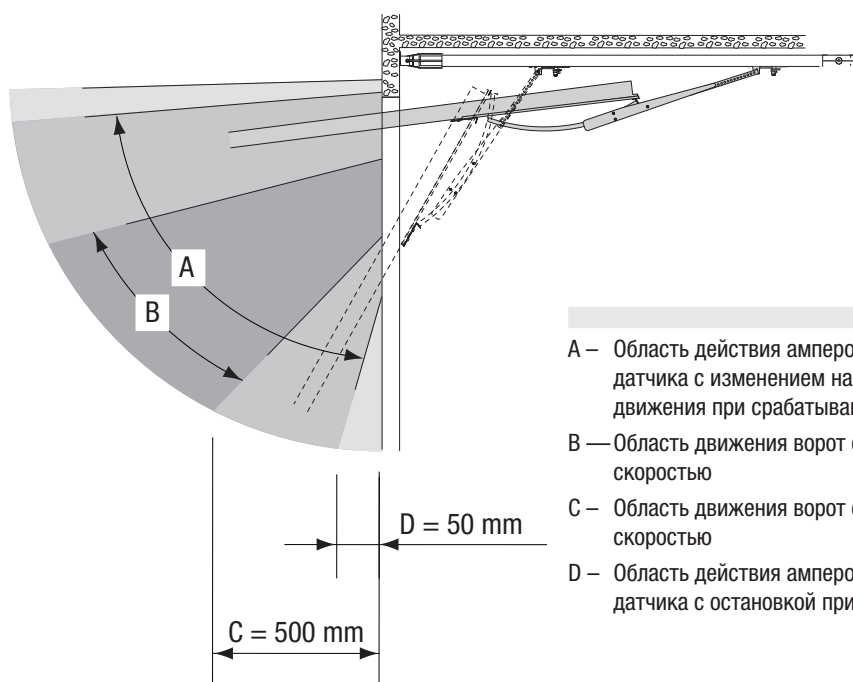 A
B
D = 50 mm
C = 500 mm
A – Область действия амперо
датчика с изменением на
движения при срабатыва
B — Область движения ворот с
скоростью
C – Область движения ворот с
скоростью
D – Область действия амперо
датчика с остановкой при